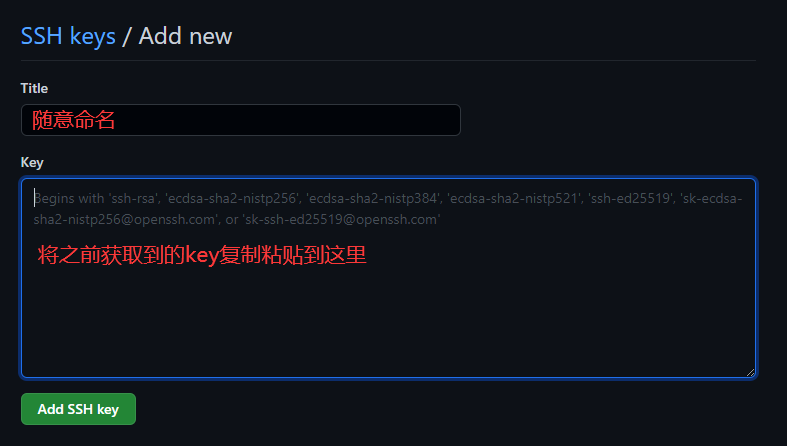 SSH keys / Add new
Title
随意命名
Key
Begins with 'ssh-rsa', 'ecdsa-sha2-nistp256', 'ecdsa-sha2-nistp384', 'ecdsa-sha2-nistp521', 'ssh-ed25519', 'sk-ecdsa-
sha2-nistp256@openssh.com', or 'sk-ssh-ed25519@openssh.com'
将之前获取到的key复制粘贴到这里
Add SSH key